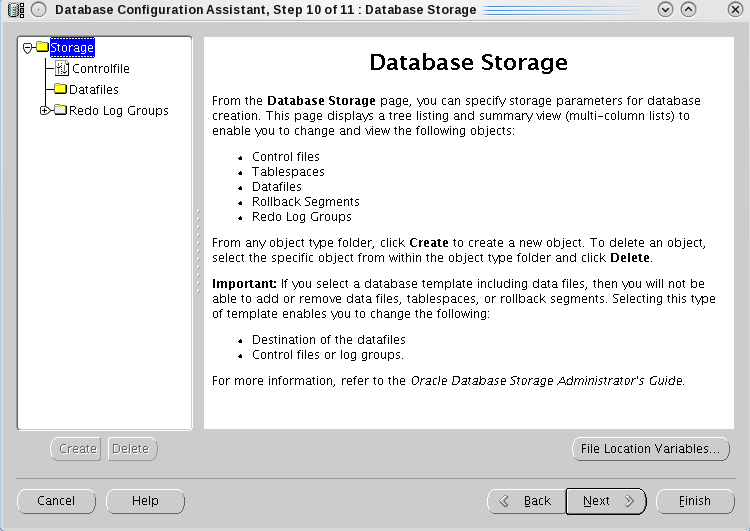 Database Configuration Assistant, Step 10 of 11 : Database Storage
Storage
Controlfile
Datafiles
Redo Log Groups
Database Storage
From the Database Storage page, you can specify storage parameters for database
creation. This page displays a tree listing and summary view (multi-column lists) to
enable you to change and view the following objects:
• Control files
• Tablespaces
• Datafiles
• Rollback Segments
• Redo Log Groups
From any object type folder, click Create to create a new object. To delete an object,
select the specific object from within the object type folder and click Delete.
Important: If you select a database template including data files, then you will not be
able to add or remove data files, tablespaces, or rollback segments. Selecting this type
of template enables you to change the following:
• Destination of the datafiles
• Control files or log groups.
For more information, refer to the Oracle Database Storage Administrator's Guide.
Create
Delete
File Location Variables...
Cancel
Help
Back
Next
Finish